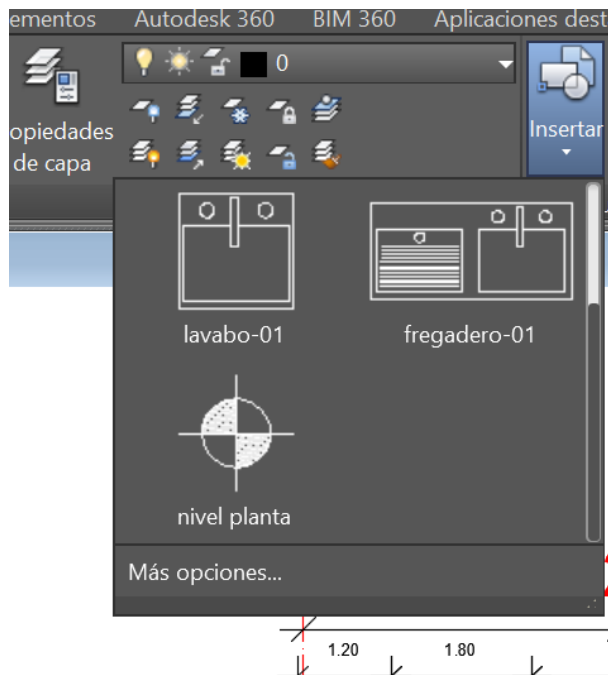 ementos Autodesk 360 BIM 360 Aplicaciones dest
0
opiedades
de capa
Insertar
lavabo-01 fregadero-01
nivel planta
Más opciones...
1.20 1.80